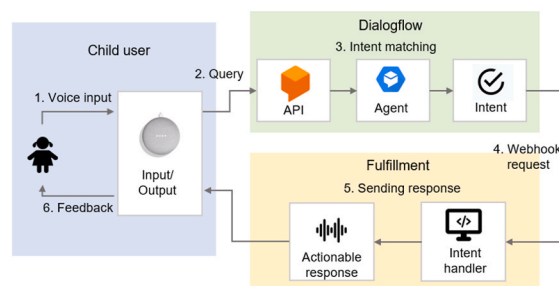 Child user
1. Voice input
Input/
Output
6. Feedback
2. Query
Dialogflow
3. Intent matching
API
Agent
Intent
4. Webhook
request
Fulfillment
5. Sending response
Actionable
response
</>
Intent
handler